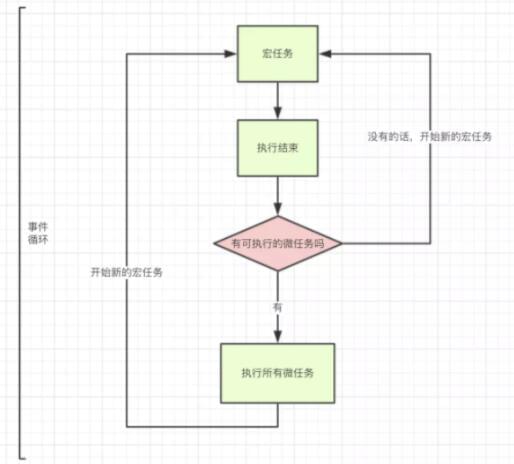 宏任务
没有的话，开始新的宏任务
执行结束
事件
循环
有可执行的微任务吗
开始新的宏任务
有
执行所有微任务